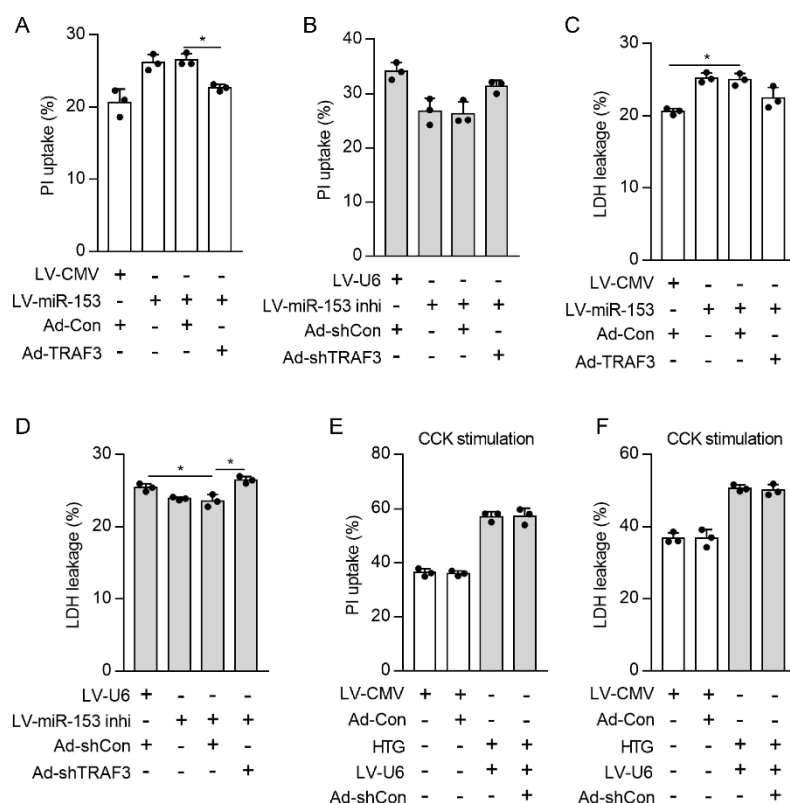 A
*
PI uptake (%)
30
20
10
0
LV-CMV + - - -
LV-miR-153 - + + +
Ad-Con + - + -
Ad-TRAF3 - - - +
B
PI uptake (%)
40
30
20
10
0
LV-U6 + - - -
LV-miR-153 inhi - + + +
Ad-shCon + - + -
Ad-shTRAF3 - - - +
C
*
LDH leakage (%)
30
20
10
0
LV-CMV + - - -
LV-miR-153 - + + +
Ad-Con + - + -
Ad-TRAF3 - - - +
D
* *
LDH leakage (%)
30
20
10
0
LV-U6 + - - -
LV-miR-153 inhi - + + +
Ad-shCon + - + -
Ad-shTRAF3 - - - +
E
CCK stimulation
PI uptake (%)
80
60
40
20
0
LV-CMV + + - -
Ad-Con - + - -
HTG - - + +
LV-U6 - - + +
Ad-shCon - - - +
F
CCK stimulation
LDH leakage (%)
60
40
20
0
LV-CMV + + - -
Ad-Con - + - -
HTG - - + +
LV-U6 - - + +
Ad-shCon - - - +